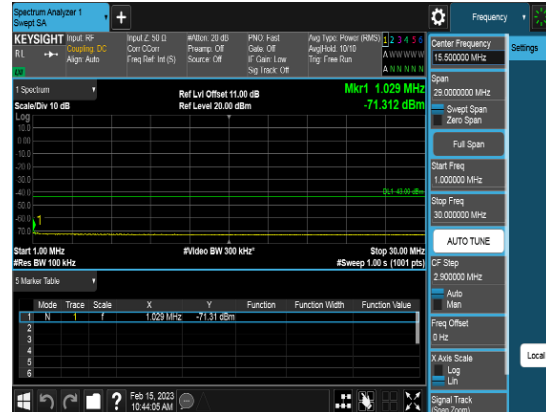 Spectrum Analyzer 1
Swept SA
+
Frequency
KEYSIGHT Input: RF Input Z: 50 Ω #Atten: 20 dB PNO: Fast Avg Type: Power (RMS) 1 2 3 4 5 6
RL Coupling: DC Corr CCorr Preamp: Off Gate: Off Avg|Hold: 10/10 A W W W W W
Align: Auto Freq Ref: Int (S) Source: Off IF Gain: Low Trig: Free Run
Sig Track: Off A N N N N N
1 Spectrum
Ref Lvl Offset 11.00 dB Mkr1 1.029 MHz
Scale/Div 10 dB Ref Level 20.00 dBm -71.312 dBm
Log
10.0
0.00
-10.0
-20.0
-30.0
-40.0
DL1 -43.00 dBm
-50.0
-60.0
-70.0
1
Start 1.00 MHz #Video BW 300 kHz* Stop 30.00 MHz
#Res BW 100 kHz #Sweep 1.00 s (1001 pts)
5 Marker Table
Mode Trace Scale X Y Function Function Width Function Value
1 N 1 f 1.029 MHz -71.31 dBm
2
3
4
5
6
Feb 15, 2023
10:44:05 AM
?
Center Frequency
15.500000 MHz
Settings
Span
29.0000000 MHz
Swept Span
Zero Span
Full Span
Start Freq
1.000000 MHz
Stop Freq
30.000000 MHz
AUTO TUNE
CF Step
2.900000 MHz
Auto
Man
Freq Offset
0 Hz
X Axis Scale
Log
Lin
Local
Signal Track
(Span Zoom)